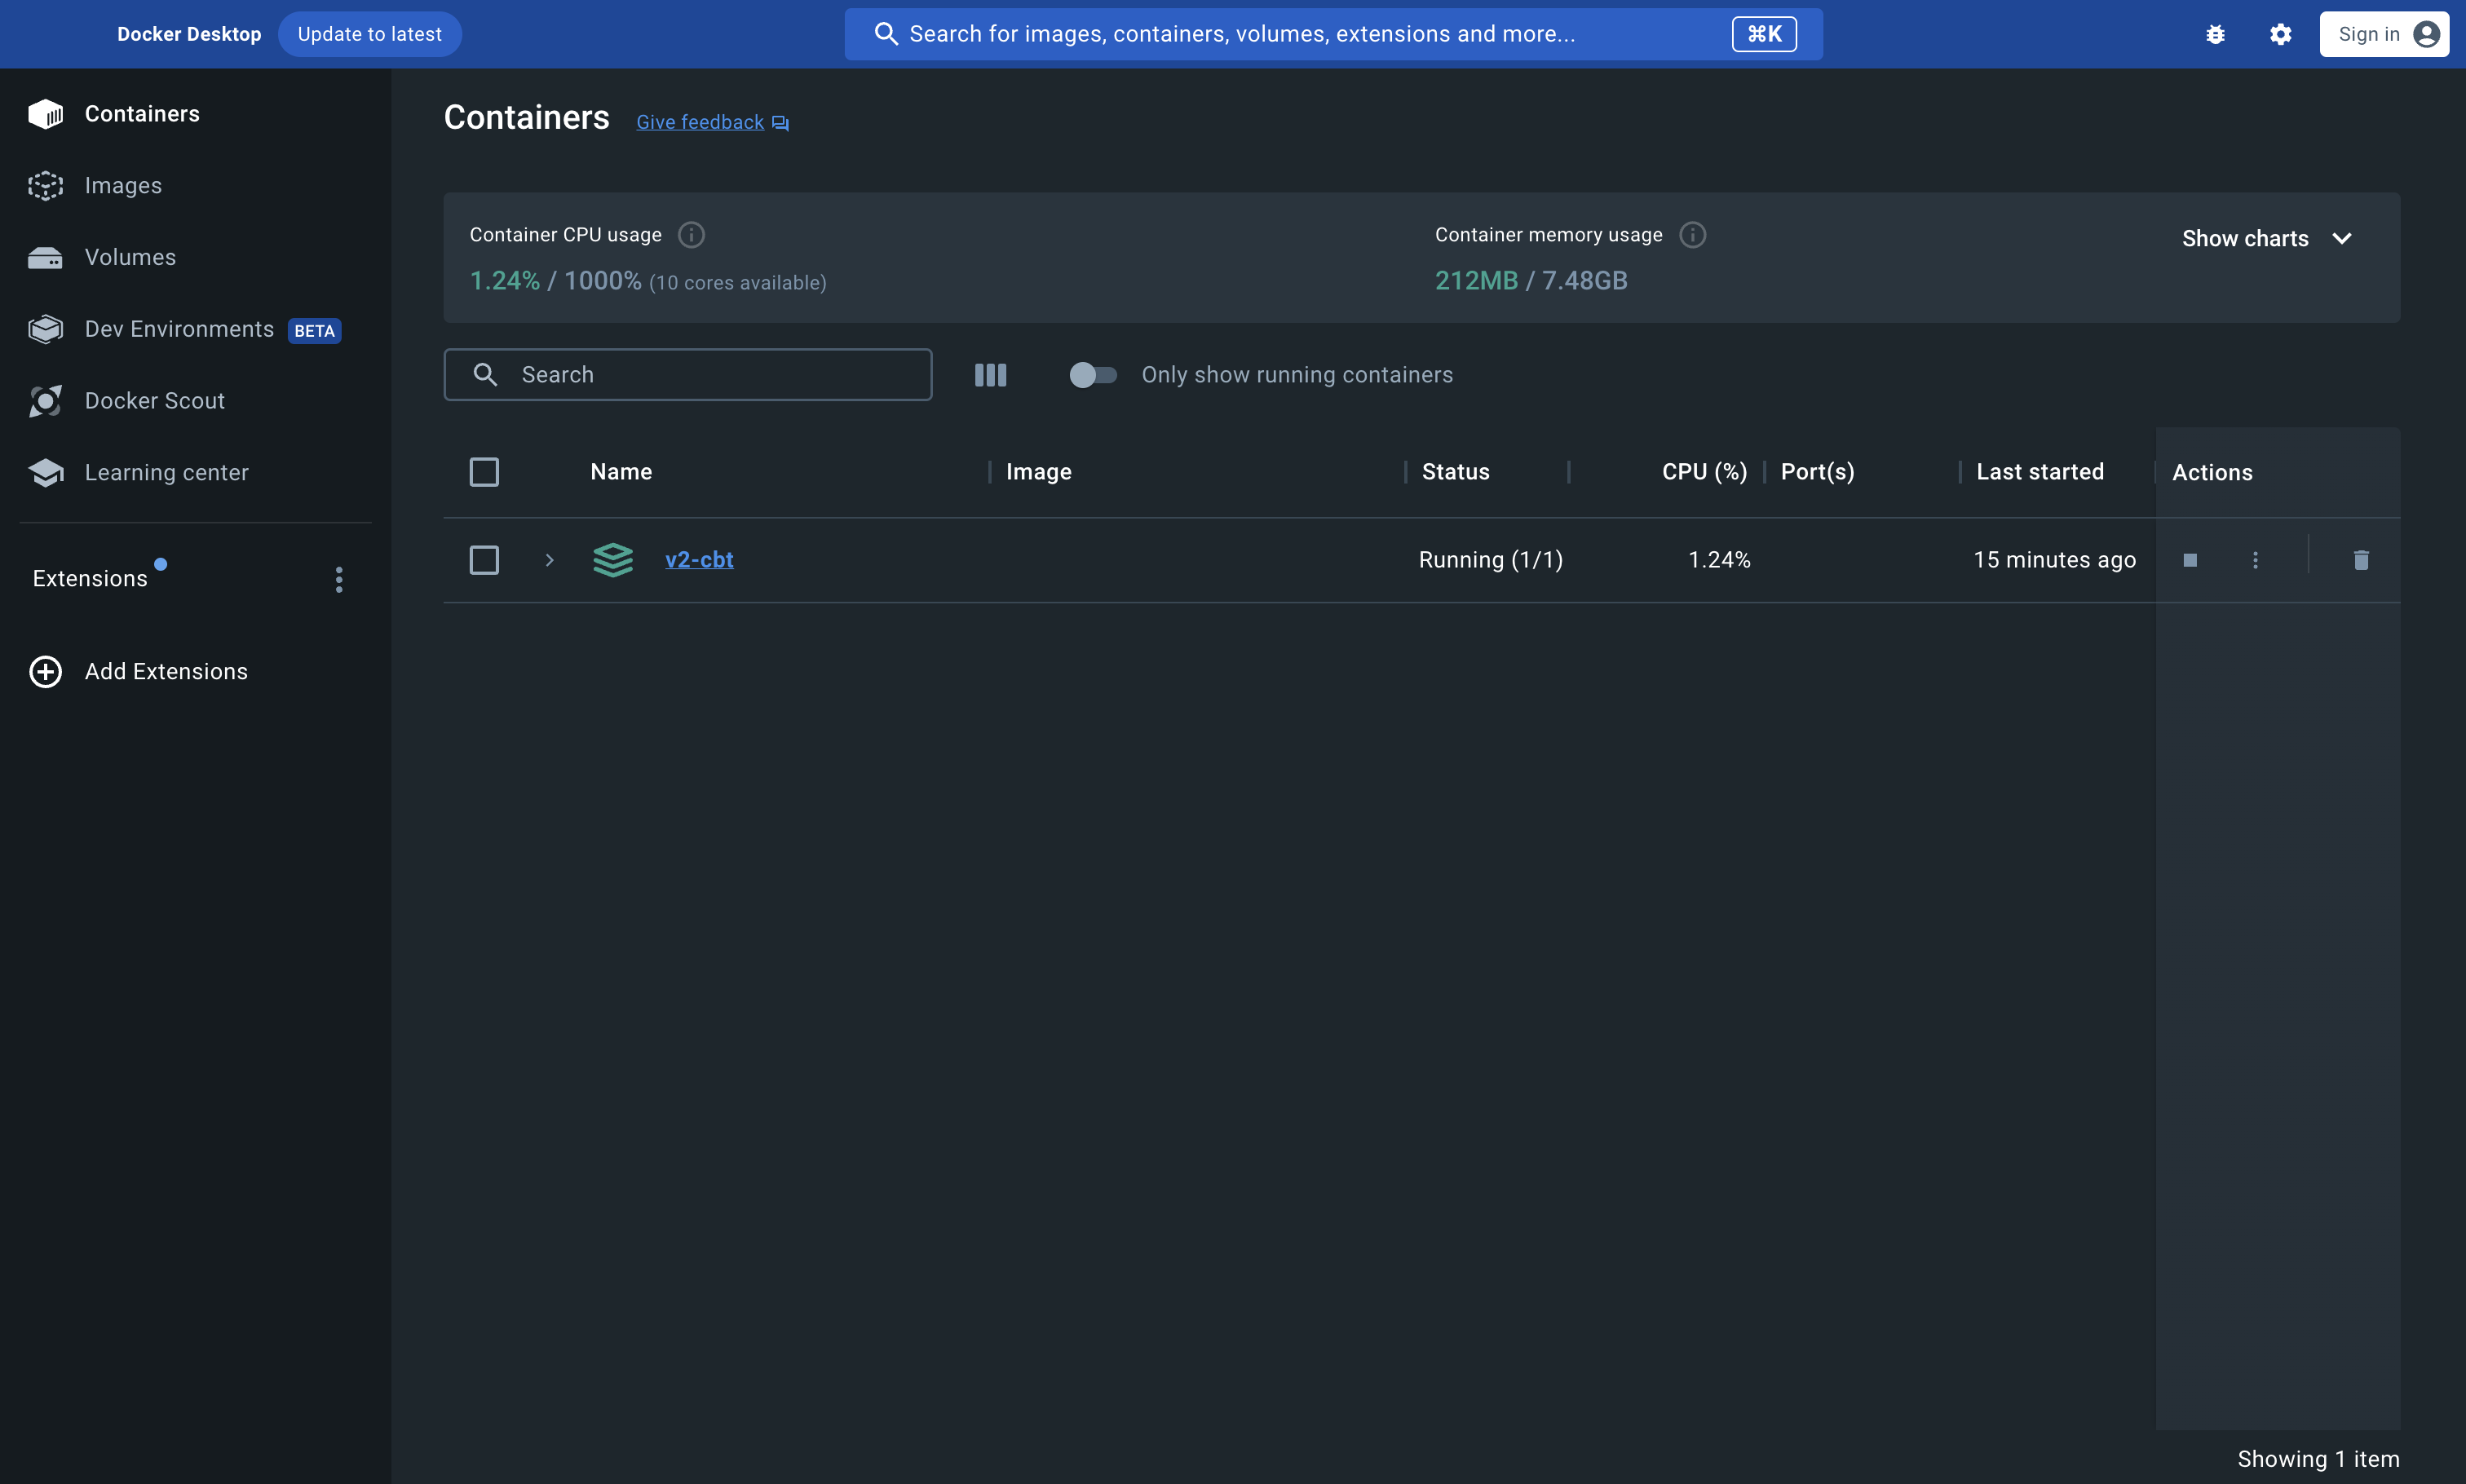 Docker Desktop Update to latest Search for images, containers, volumes, extensions and more... ⌘K Sign in
Containers
Images
Volumes
Dev Environments BETA
Docker Scout
Learning center
Extensions
Add Extensions
Containers Give feedback
Container CPU usage Container memory usage Show charts
1.24% / 1000% (10 cores available) 212MB / 7.48GB
Search Only show running containers
Name Image Status CPU (%) Port(s) Last started Actions
v2-cbt Running (1/1) 1.24% 15 minutes ago
Showing 1 item